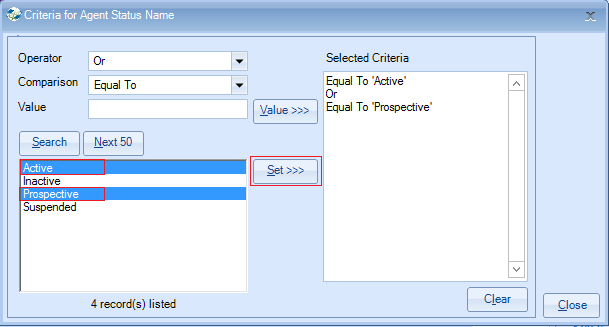 Criteria for Agent Status Name
Operator
Or
Comparison
Equal To
Value
Value >>>
Search
Next 50
Active
Inactive
Prospective
Suspended
4 record(s) listed
Set >>>
Selected Criteria
Equal To 'Active'
Or
Equal To 'Prospective'
Clear
Close